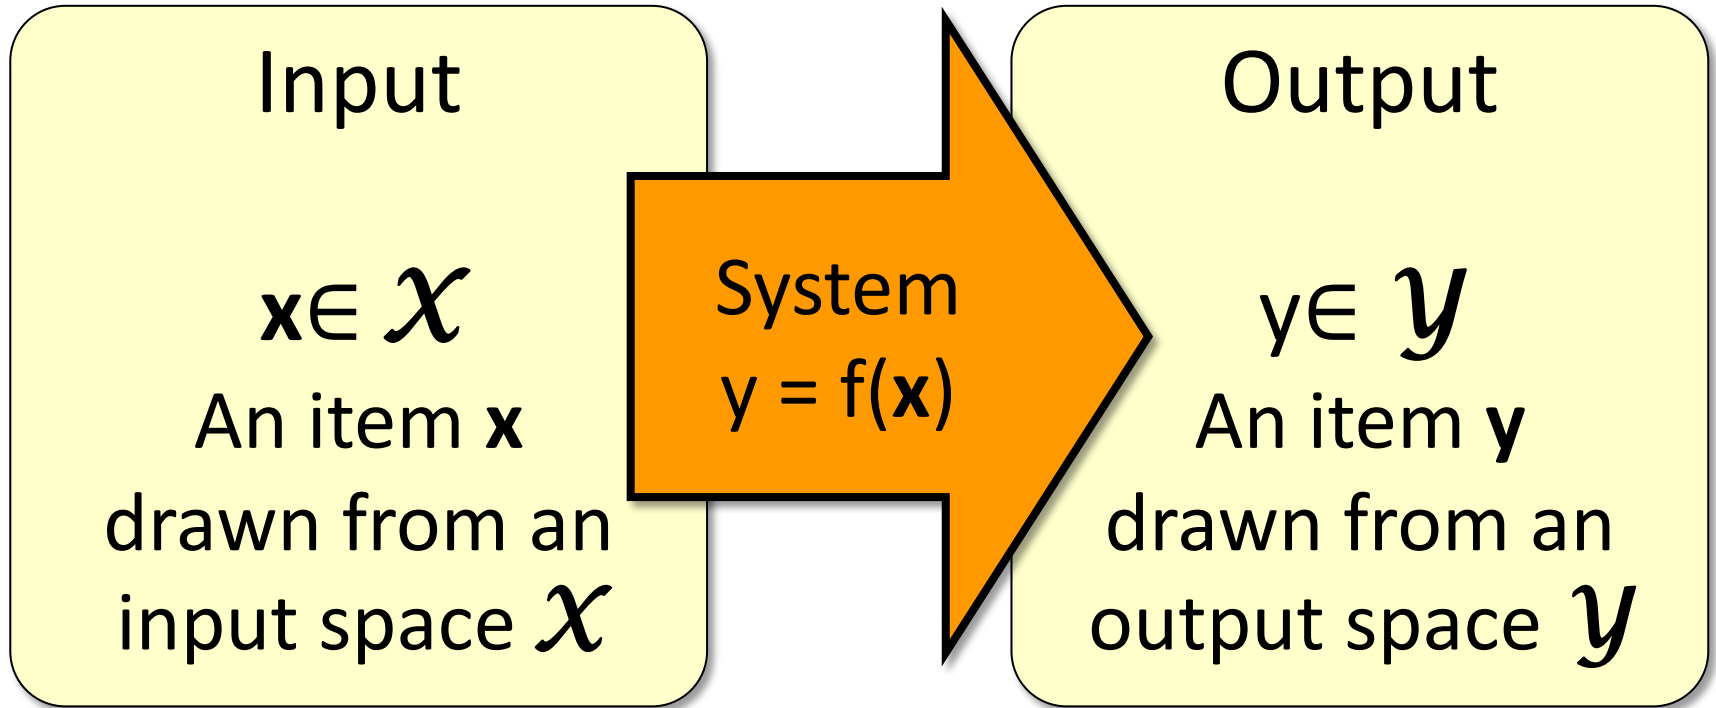 Input
x∈ 𝒳
An item x
drawn from an
input space 𝒳
System
y = f(x)
Output
y∈ 𝒴
An item y
drawn from an
output space 𝒴